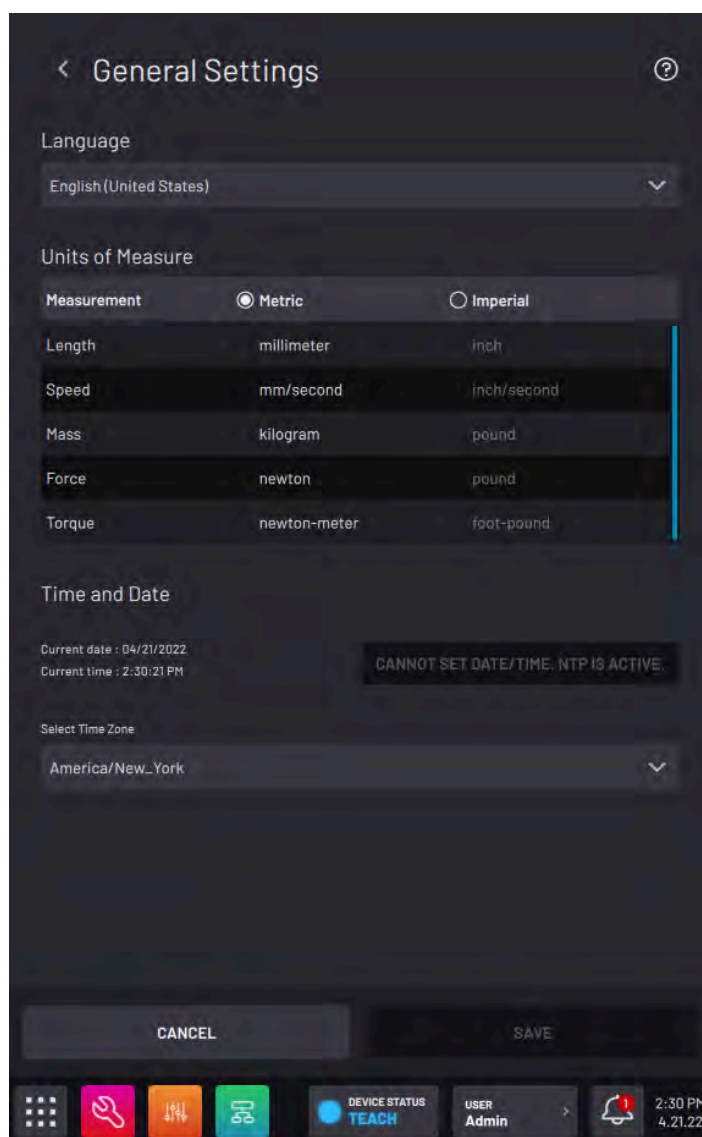 General Settings
Language
English (United States)
Units of Measure
Measurement Metric Imperial
Length millimeter inch
Speed mm/second inch/second
Mass kilogram pound
Force newton pound
Torque newton-meter foot-pound
Time and Date
Current date : 04/21/2022
Current time : 2:30:21 PM
CANNOT SET DATE/TIME. NTP IS ACTIVE.
Select Time Zone
America/New_York
CANCEL SAVE
DEVICE STATUS
TEACH
USER
Admin
1
2:30 PM
4.21.22